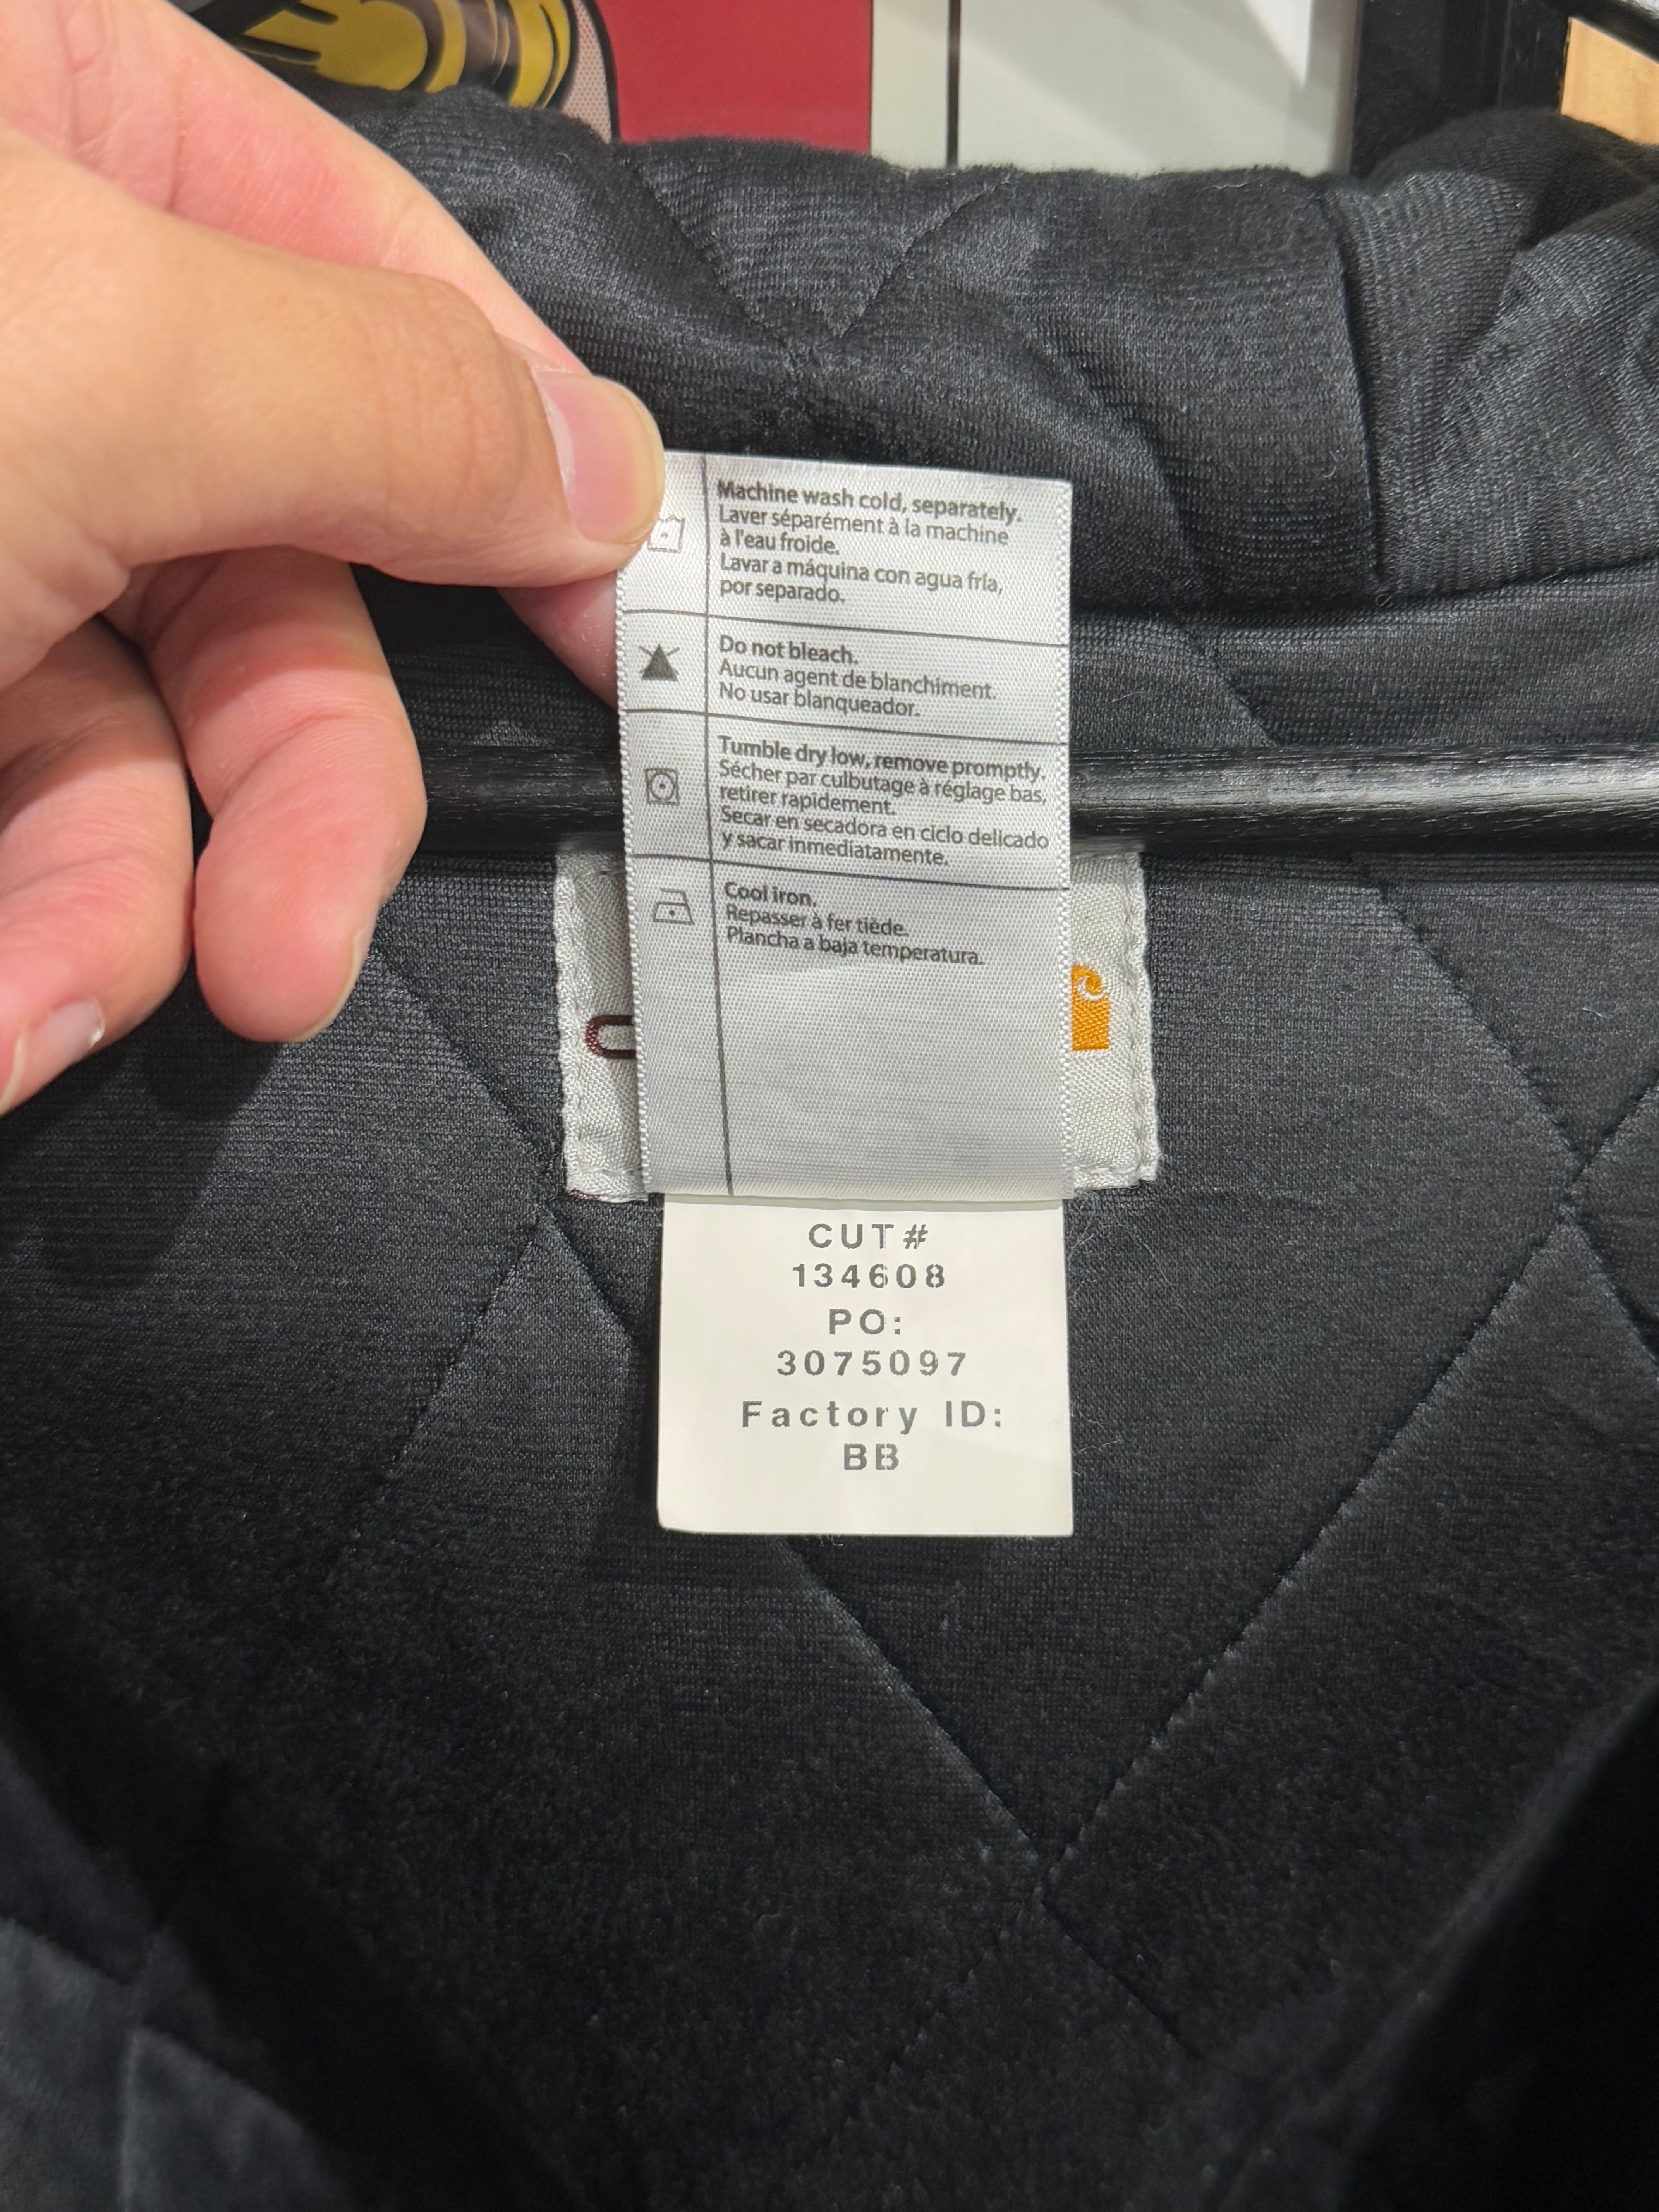 Machine wash cold, separately.
Laver séparément à la machine
à l'eau froide.
Lavar a máquina con agua fría,
por separado.
Do not bleach.
Aucun agent de blanchiment.
No usar blanqueador.
Tumble dry low, remove promptly.
Sécher par culbutage à réglage bas,
retirer rapidement.
Secar en secadora en ciclo delicado
y sacar inmediatamente.
Cool iron.
Repasser à fer tiède.
Plancha a baja temperatura.
CUT#
134608
PO:
3075097
Factory ID:
BB